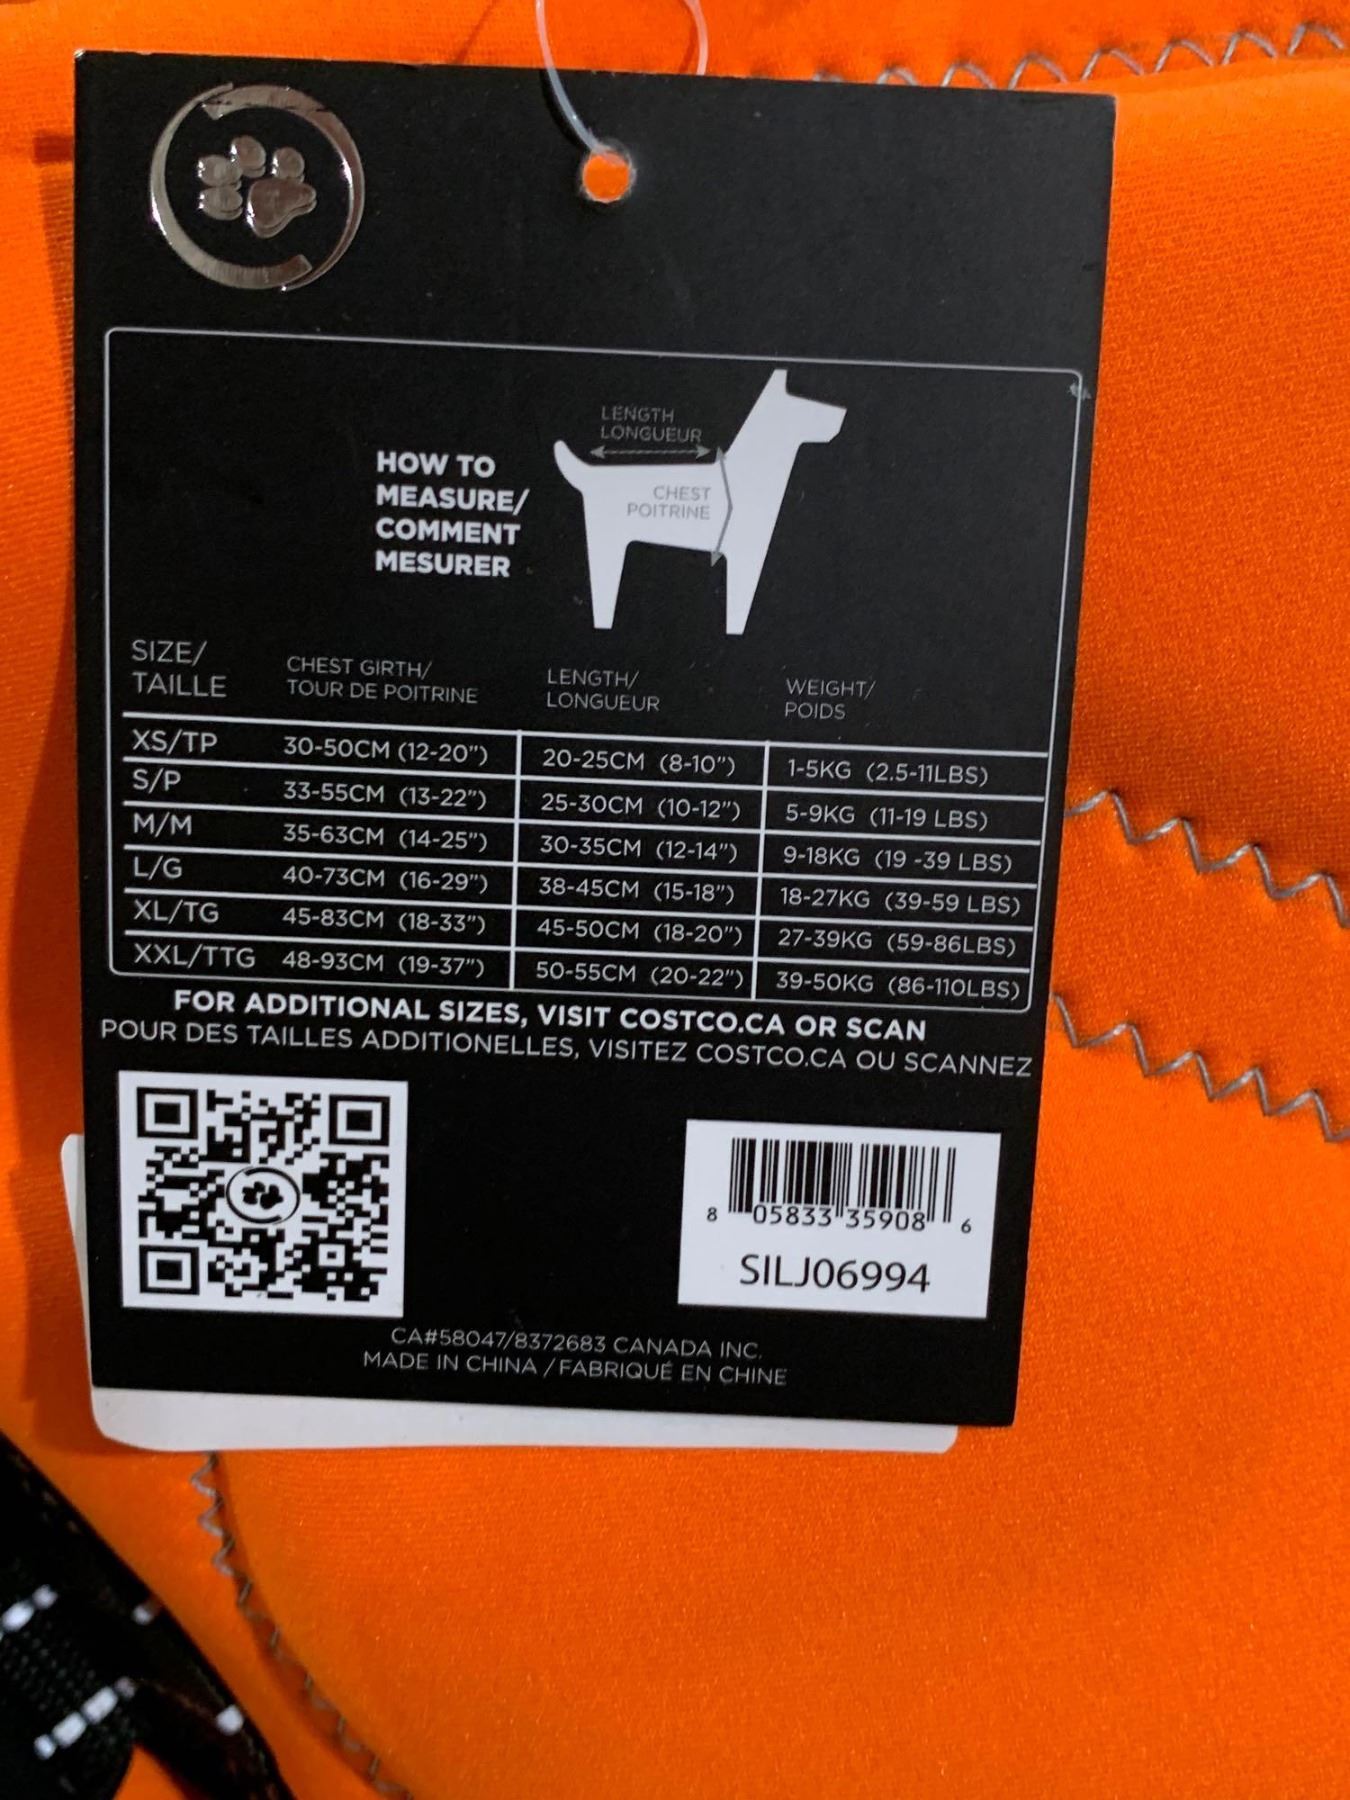 LENGTH
LONGUEUR
HOW TO
MEASURE/
COMMENT
MESURER
CHEST
POITRINE
SIZE/
TAILLE
CHEST GIRTH/
TOUR DE POITRINE
LENGTH/
LONGUEUR
WEIGHT/
POIDS
XS/TP 30-50CM (12-20") 20-25CM (8-10") 1-5KG (2.5-11LBS)
S/P 33-55CM (13-22") 25-30CM (10-12") 5-9KG (11-19 LBS)
M/M 35-63CM (14-25") 30-35CM (12-14") 9-18KG (19 -39 LBS)
L/G 40-73CM (16-29") 38-45CM (15-18") 18-27KG (39-59 LBS)
XL/TG 45-83CM (18-33") 45-50CM (18-20") 27-39KG (59-86LBS)
XXL/TTG 48-93CM (19-37") 50-55CM (20-22") 39-50KG (86-110LBS)
FOR ADDITIONAL SIZES, VISIT COSTCO.CA OR SCAN
POUR DES TAILLES ADDITIONELLES, VISITEZ COSTCO.CA OU SCANNEZ
8 05833 35908 6
SILJ06994
CA#58047/8372683 CANADA INC.
MADE IN CHINA / FABRIQUÉ EN CHINE